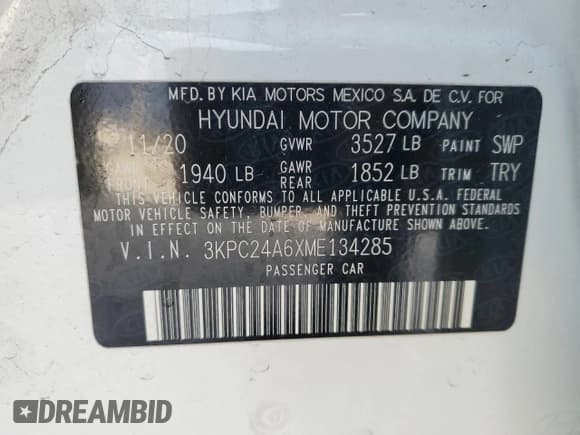 MFD. BY KIA MOTORS MEXICO S.A. DE C.V. FOR
HYUNDAI MOTOR COMPANY
11/20 GVWR 3527 LB PAINT SWP
GAWR FRONT 1940 LB GAWR REAR 1852 LB TRIM TRY
THIS VEHICLE CONFORMS TO ALL APPLICABLE U.S.A. FEDERAL
MOTOR VEHICLE SAFETY, BUMPER, AND THEFT PREVENTION STANDARDS
IN EFFECT ON THE DATE OF MANUFACTURE SHOWN ABOVE.
V.I.N. 3KPC24A6XME134285
PASSENGER CAR
DREAMBID